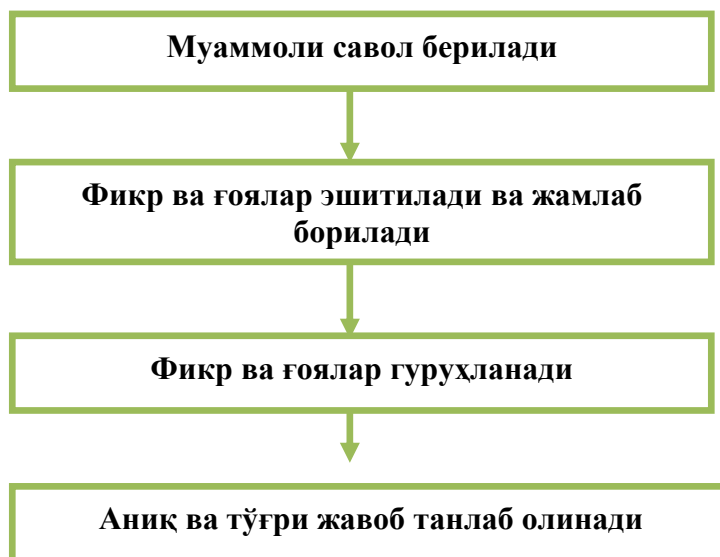 Муаммоли савол берилади
Фикр ва ғоялар эшитилади ва жамлаб
борилади
Фикр ва ғоялар гуруҳланади
Аниқ ва тўғри жавоб танлаб олинади